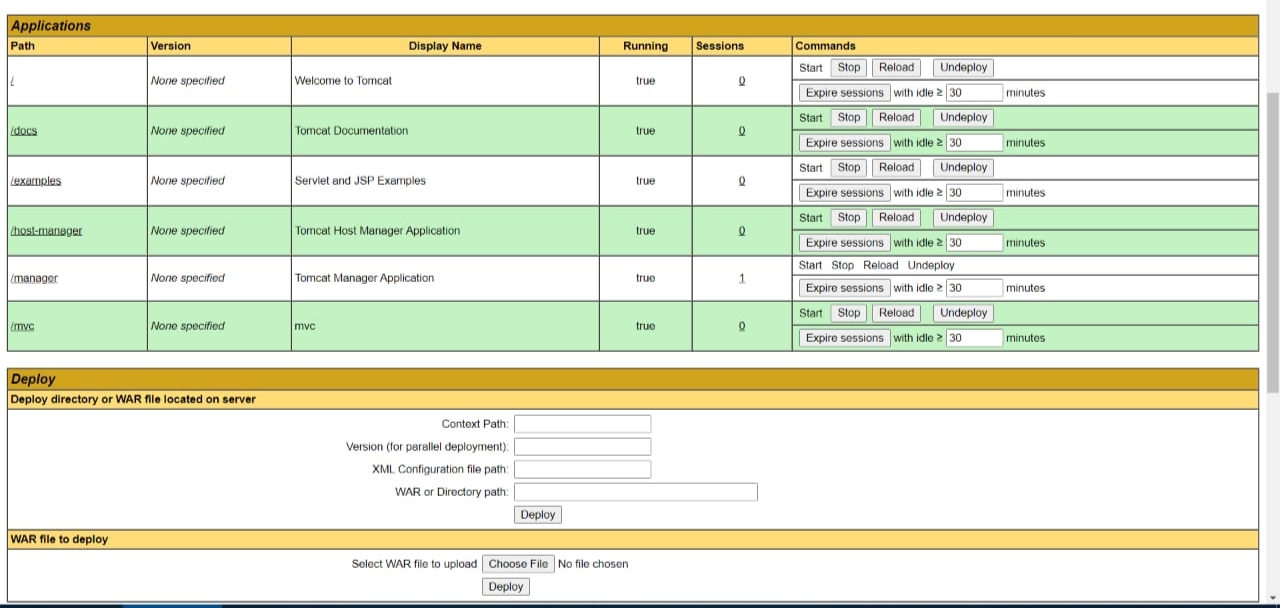 Applications
Path Version Display Name Running Sessions Commands
/ None specified Welcome to Tomcat true 0 Start Stop Reload Undeploy
Expire sessions with idle ≥ 30 minutes
/docs None specified Tomcat Documentation true 0 Start Stop Reload Undeploy
Expire sessions with idle ≥ 30 minutes
/examples None specified Servlet and JSP Examples true 0 Start Stop Reload Undeploy
Expire sessions with idle ≥ 30 minutes
/host-manager None specified Tomcat Host Manager Application true 0 Start Stop Reload Undeploy
Expire sessions with idle ≥ 30 minutes
/manager None specified Tomcat Manager Application true 1 Start Stop Reload Undeploy
Expire sessions with idle ≥ 30 minutes
/mvc None specified mvc true 0 Start Stop Reload Undeploy
Expire sessions with idle ≥ 30 minutes
Deploy
Deploy directory or WAR file located on server
Context Path:
Version (for parallel deployment):
XML Configuration file path:
WAR or Directory path:
Deploy
WAR file to deploy
Select WAR file to upload Choose File No file chosen
Deploy